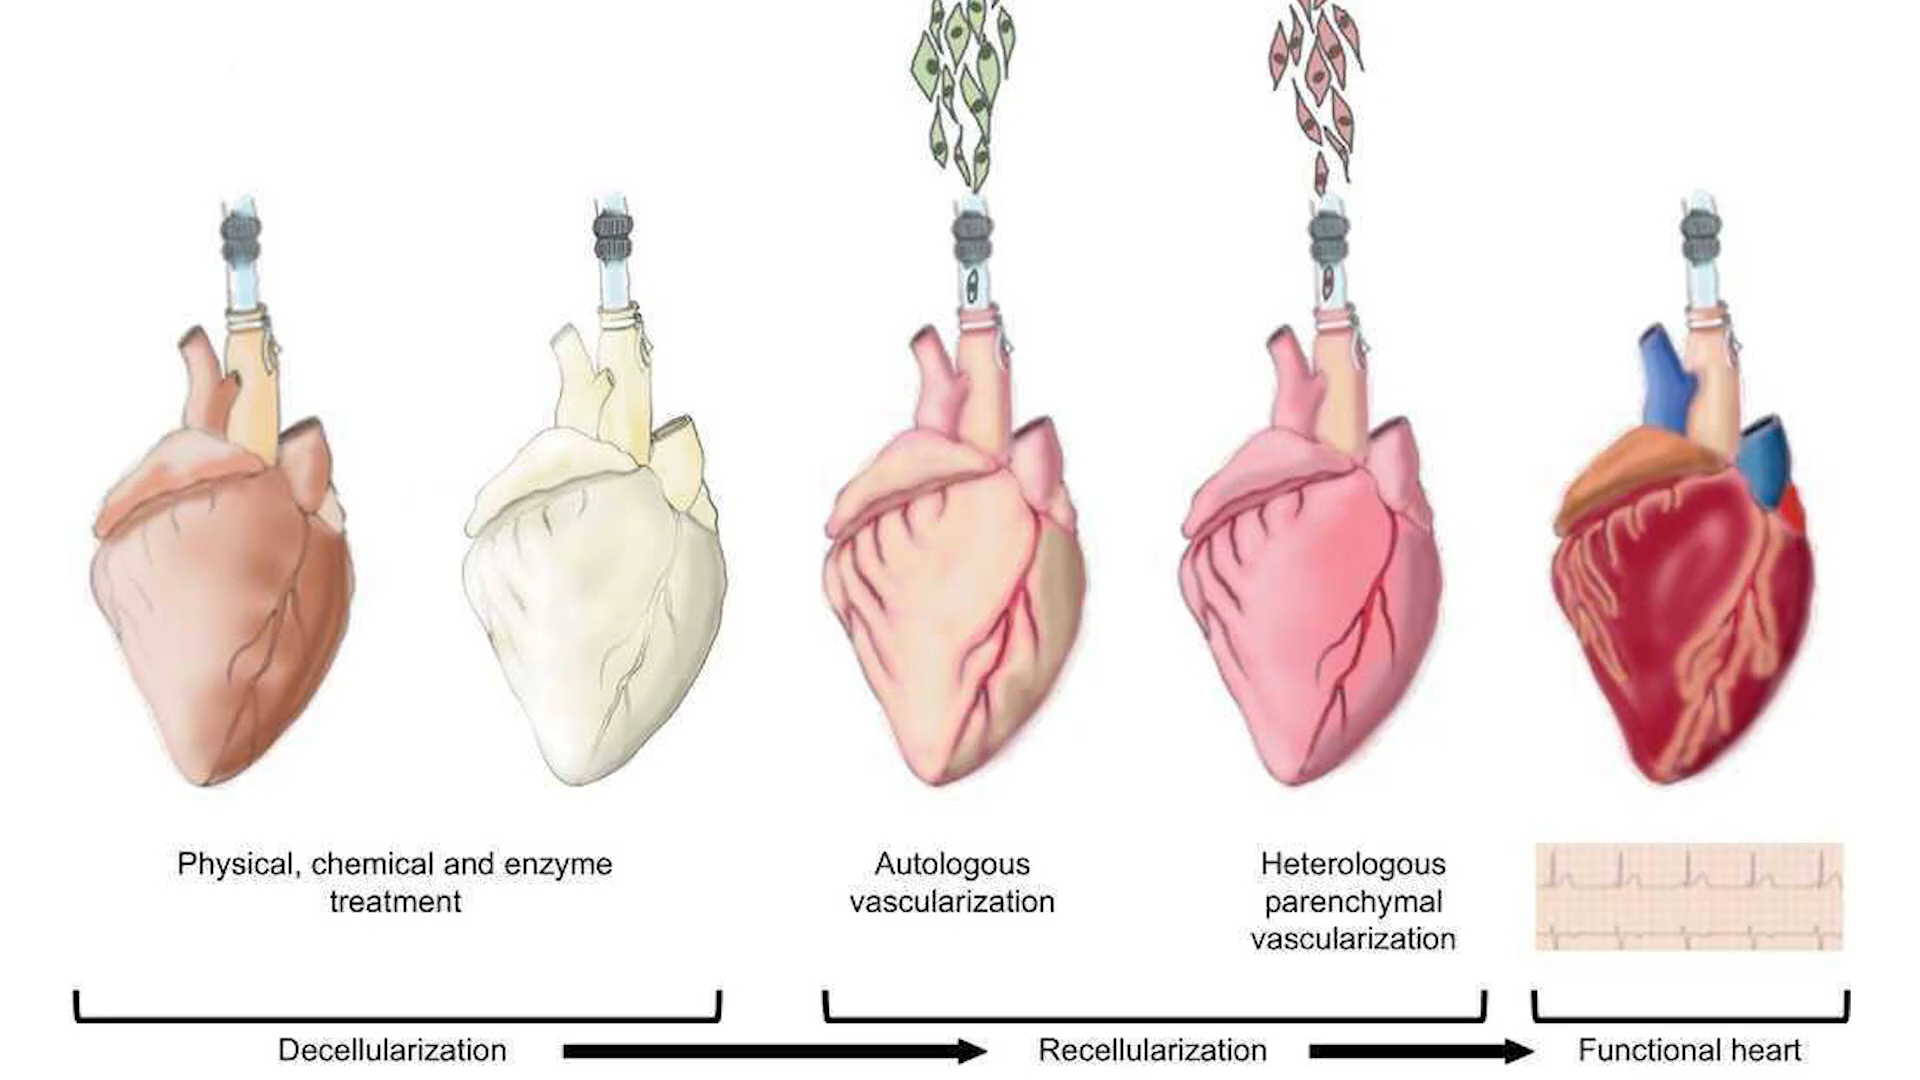 Physical, chemical and enzyme
treatment
Autologous
vascularization
Heterologous
parenchymal
vascularization
Decellularization
Recellularization
Functional heart